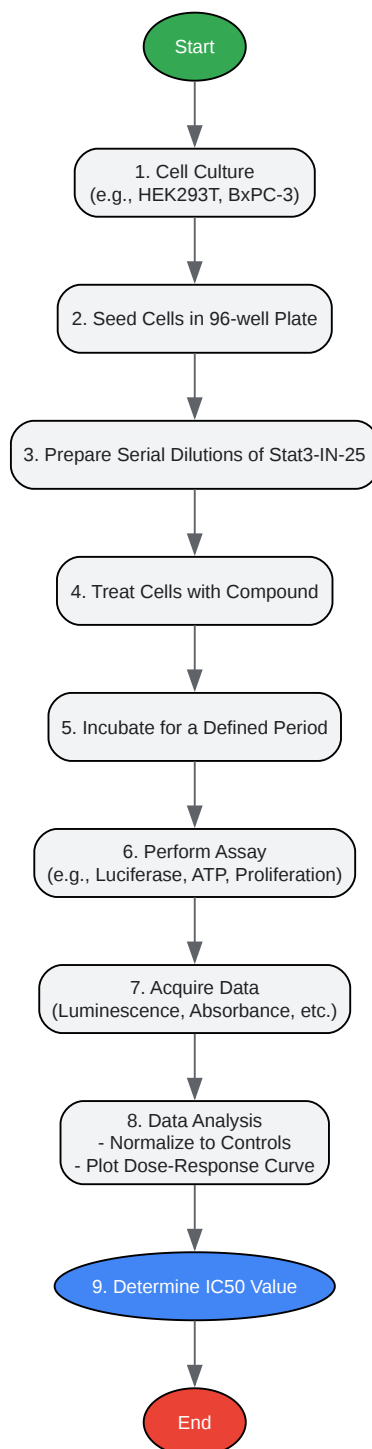 Start
1. Cell Culture
(e.g., HEK293T, BxPC-3)
2. Seed Cells in 96-well Plate
3. Prepare Serial Dilutions of Stat3-IN-25
4. Treat Cells with Compound
5. Incubate for a Defined Period
6. Perform Assay
(e.g., Luciferase, ATP, Proliferation)
7. Acquire Data
(Luminescence, Absorbance, etc.)
8. Data Analysis
- Normalize to Controls
- Plot Dose-Response Curve
9. Determine IC50 Value
End